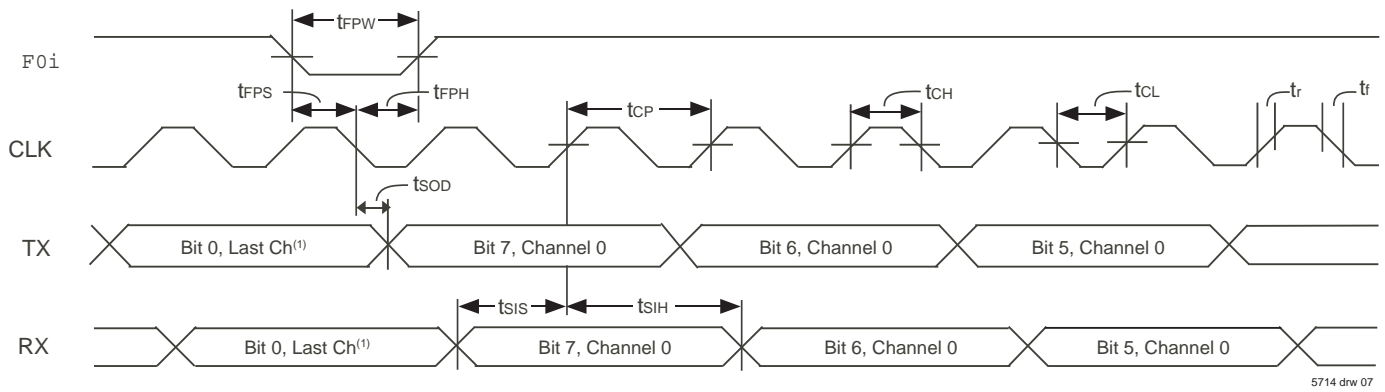 tFPW
F0i
tFPS
tFPH
tCP
tCH
tCL
tr
tf
CLK
tSOD
TX
Bit 0, Last Ch(1)
Bit 7, Channel 0
Bit 6, Channel 0
Bit 5, Channel 0
tSIS
tSIH
RX
Bit 0, Last Ch(1)
Bit 7, Channel 0
Bit 6, Channel 0
Bit 5, Channel 0
5714 drw 07